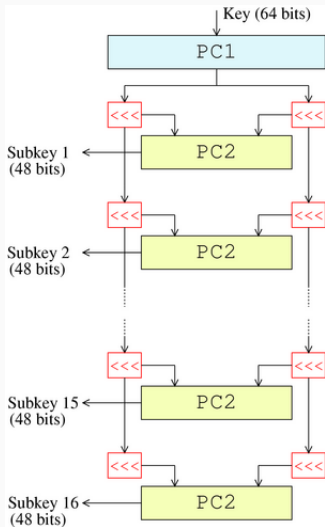 Key (64 bits)
PC1
<<< <<<
Subkey 1 PC2
(48 bits)
<<< <<<
Subkey 2 PC2
(48 bits)
<<< <<<
Subkey 15 PC2
(48 bits)
<<< <<<
Subkey 16 PC2
(48 bits)